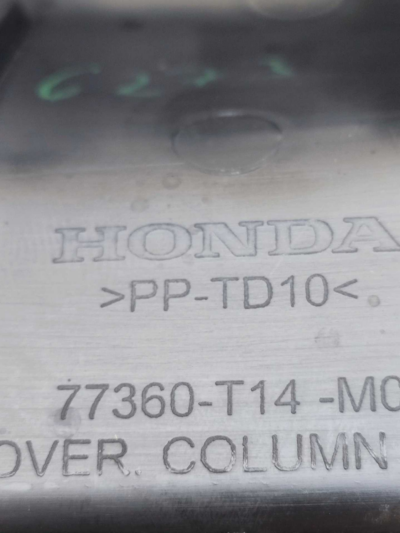 HONDA
>PP-TD10<
77360-T14 -M0
OVER. COLUMN